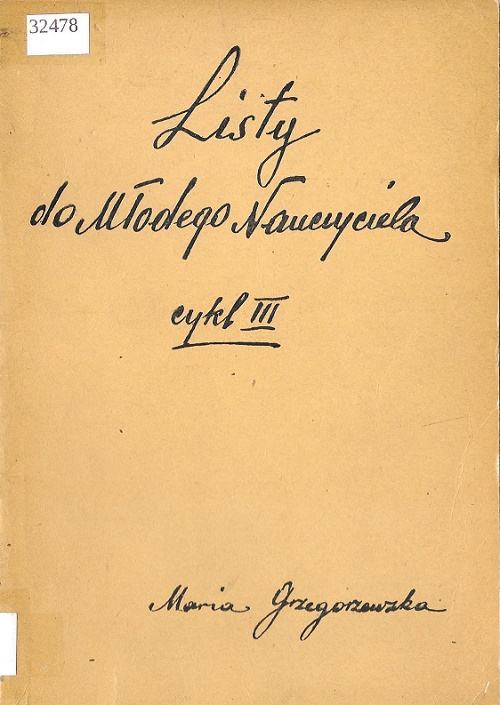 32478
Listy
do Młodego Nauczyciela
cykl III
Maria Grzegorzewska